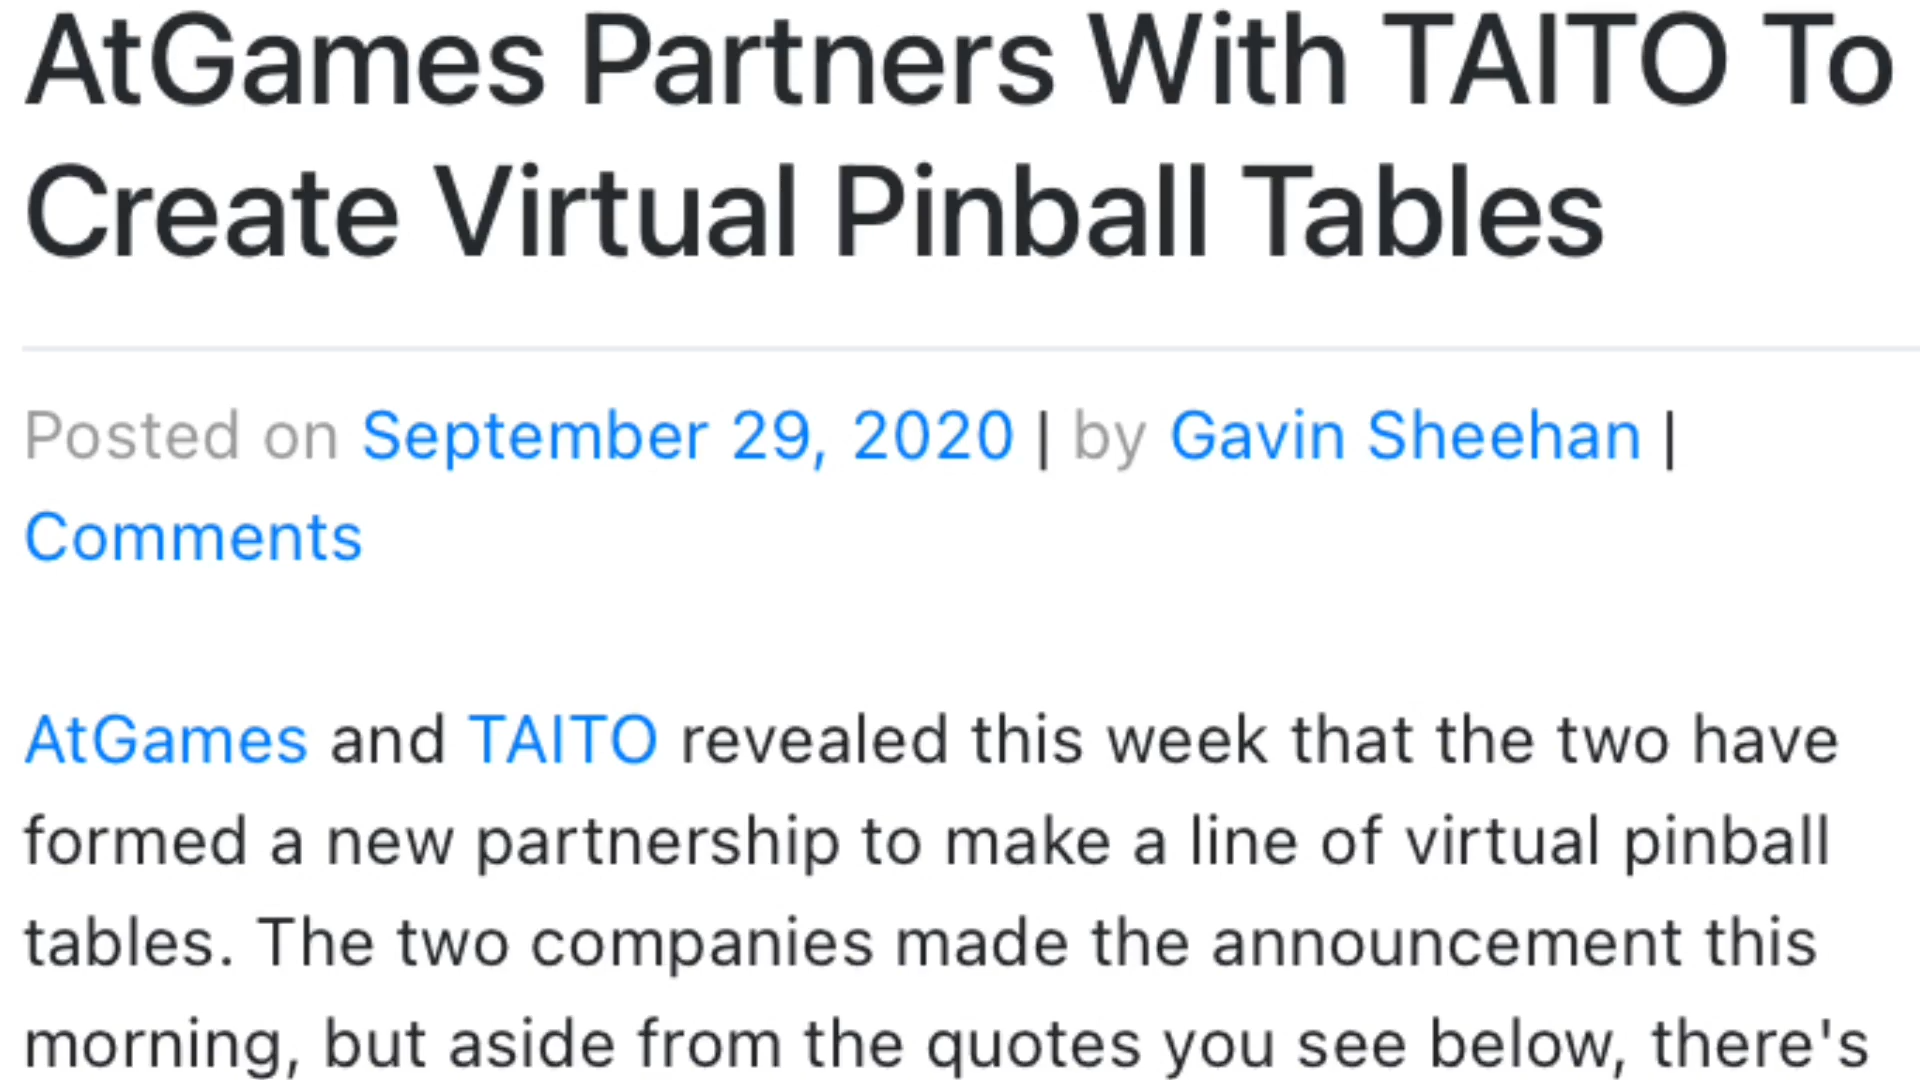 AtGames Partners With TAITO To
Create Virtual Pinball Tables
Posted on September 29, 2020 | by Gavin Sheehan |
Comments
AtGames and TAITO revealed this week that the two have
formed a new partnership to make a line of virtual pinball
tables. The two companies made the announcement this
morning, but aside from the quotes you see below, there's